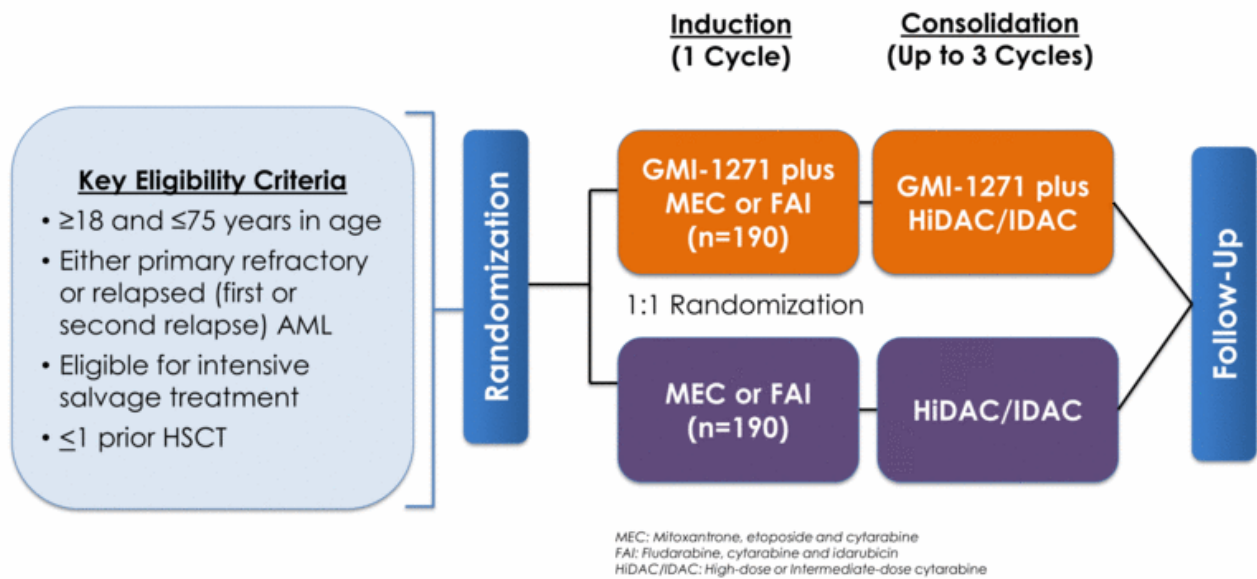 Key Eligibility Criteria
• ≥18 and ≤75 years in age
• Either primary refractory
or relapsed (first or
second relapse) AML
• Eligible for intensive
salvage treatment
• ≤1 prior HSCT
Randomization
Induction
(1 Cycle)
Consolidation
(Up to 3 Cycles)
GMI-1271 plus
MEC or FAI
(n=190)
GMI-1271 plus
HiDAC/IDAC
1:1 Randomization
MEC or FAI
(n=190)
HiDAC/IDAC
Follow-Up
MEC: Mitoxantrone, etoposide and cytarabine
FAI: Fludarabine, cytarabine and idarubicin
HiDAC/IDAC: High-dose or Intermediate-dose cytarabine